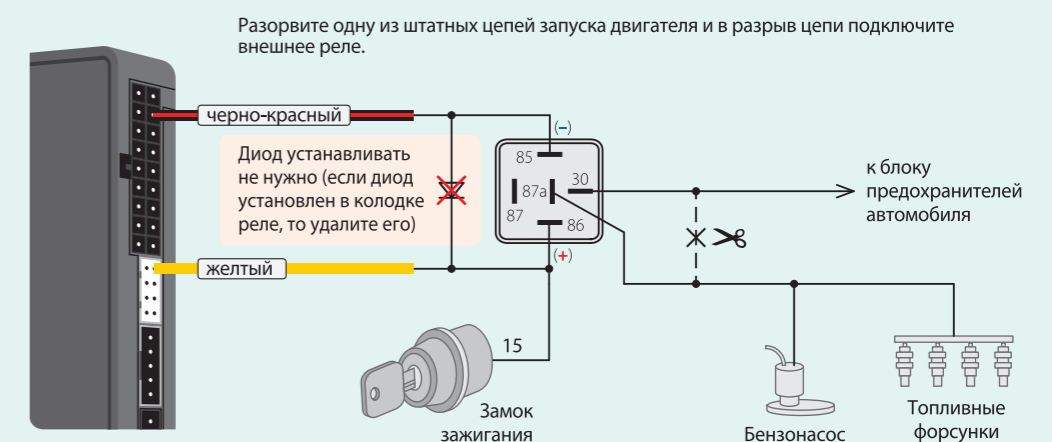 Разорвите одну из штатных цепей запуска двигателя и в разрыв цепи подключите
внешнее реле.
черно-красный
Диод устанавливать
не нужно (если диод
установлен в колодке
реле, то удалите его)
желтый
(–)
85
30
87a
87
86
(+)
15
к блоку
предохранителей
автомобиля
Замок
зажигания
Бензонасос
Топливные
форсунки